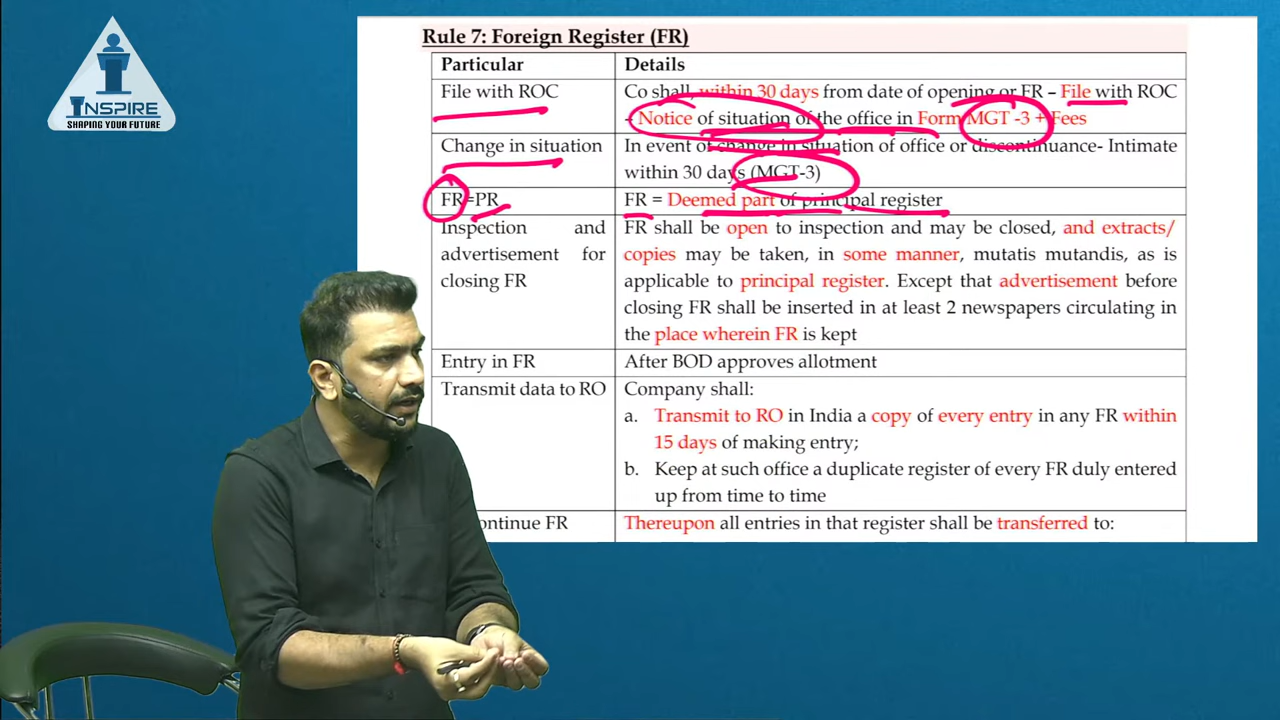 INSPIRE
SHAPING YOUR FUTURE
Rule 7: Foreign Register (FR)
Particular
Details
File with ROC
Co shall, within 30 days from date of opening or FR – File with ROC
- Notice of situation of the office in Form MGT -3 + Fees
Change in situation
In event of change in situation of office or discontinuance- Intimate
within 30 days (MGT-3)
FR=PR
FR = Deemed part of principal register
Inspection and
advertisement for
closing FR
FR shall be open to inspection and may be closed, and extracts/
copies may be taken, in some manner, mutatis mutandis, as is
applicable to principal register. Except that advertisement before
closing FR shall be inserted in at least 2 newspapers circulating in
the place wherein FR is kept
Entry in FR
After BOD approves allotment
Transmit data to RO
Company shall:
a. Transmit to RO in India a copy of every entry in any FR within
15 days of making entry;
b. Keep at such office a duplicate register of every FR duly entered
up from time to time
ontinue FR
Thereupon all entries in that register shall be transferred to: